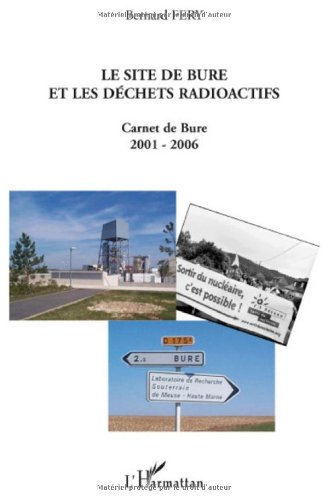 Bernard FERY
Matériel protégé par le droit d'auteur
LE SITE DE BURE
ET LES DÉCHETS RADIOACTIFS
Carnet de Bure
2001 - 2006
Sortir du nucléaire,
c'est possible !
D 175A
2.5 BURE
Laboratoire de Recherche
Souterrain
de Meuse - Haute Marne
L'Harmattan
Matériel protégé par le droit d'auteur